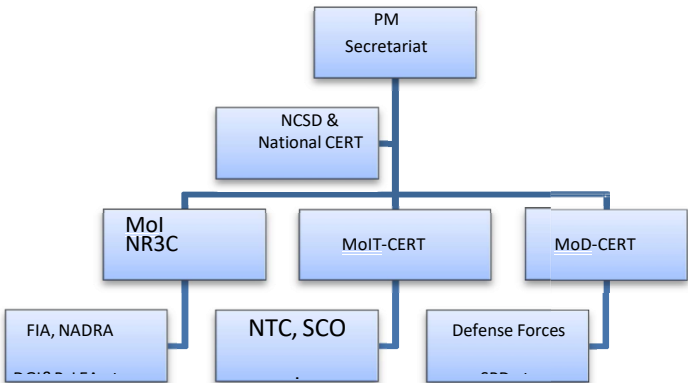 PM
Secretariat
NCSD &
National CERT
MoI
NR3C
MoIT-CERT
MoD-CERT
FIA, NADRA
NTC, SCO
Defense Forces